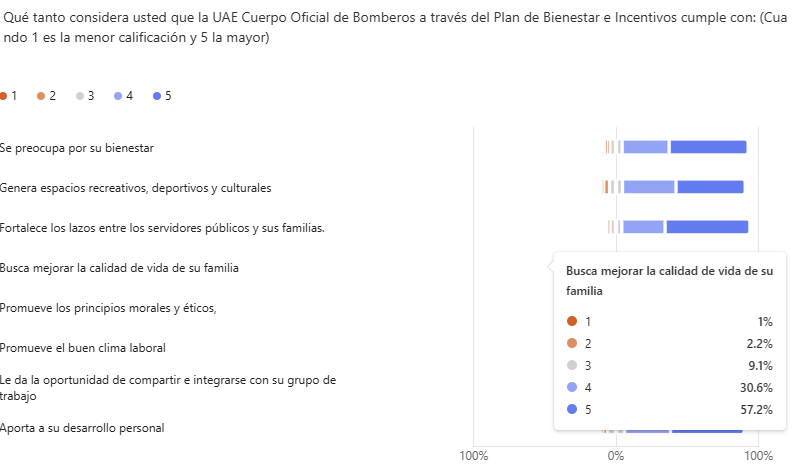 Qué tanto considera usted que la UAE Cuerpo Oficial de Bomberos a través del Plan de Bienestar e Incentivos cumple con: (Cua
ndo 1 es la menor calificación y 5 la mayor)
1 2 3 4 5
Se preocupa por su bienestar
Genera espacios recreativos, deportivos y culturales
Fortalece los lazos entre los servidores públicos y sus familias.
Busca mejorar la calidad de vida de su familia
Promueve los principios morales y éticos,
Promueve el buen clima laboral
Le da la oportunidad de compartir e integrarse con su grupo de
trabajo
Aporta a su desarrollo personal
Busca mejorar la calidad de vida de su
familia
1 1%
2 2.2%
3 9.1%
4 30.6%
5 57.2%
100% 0% 100%